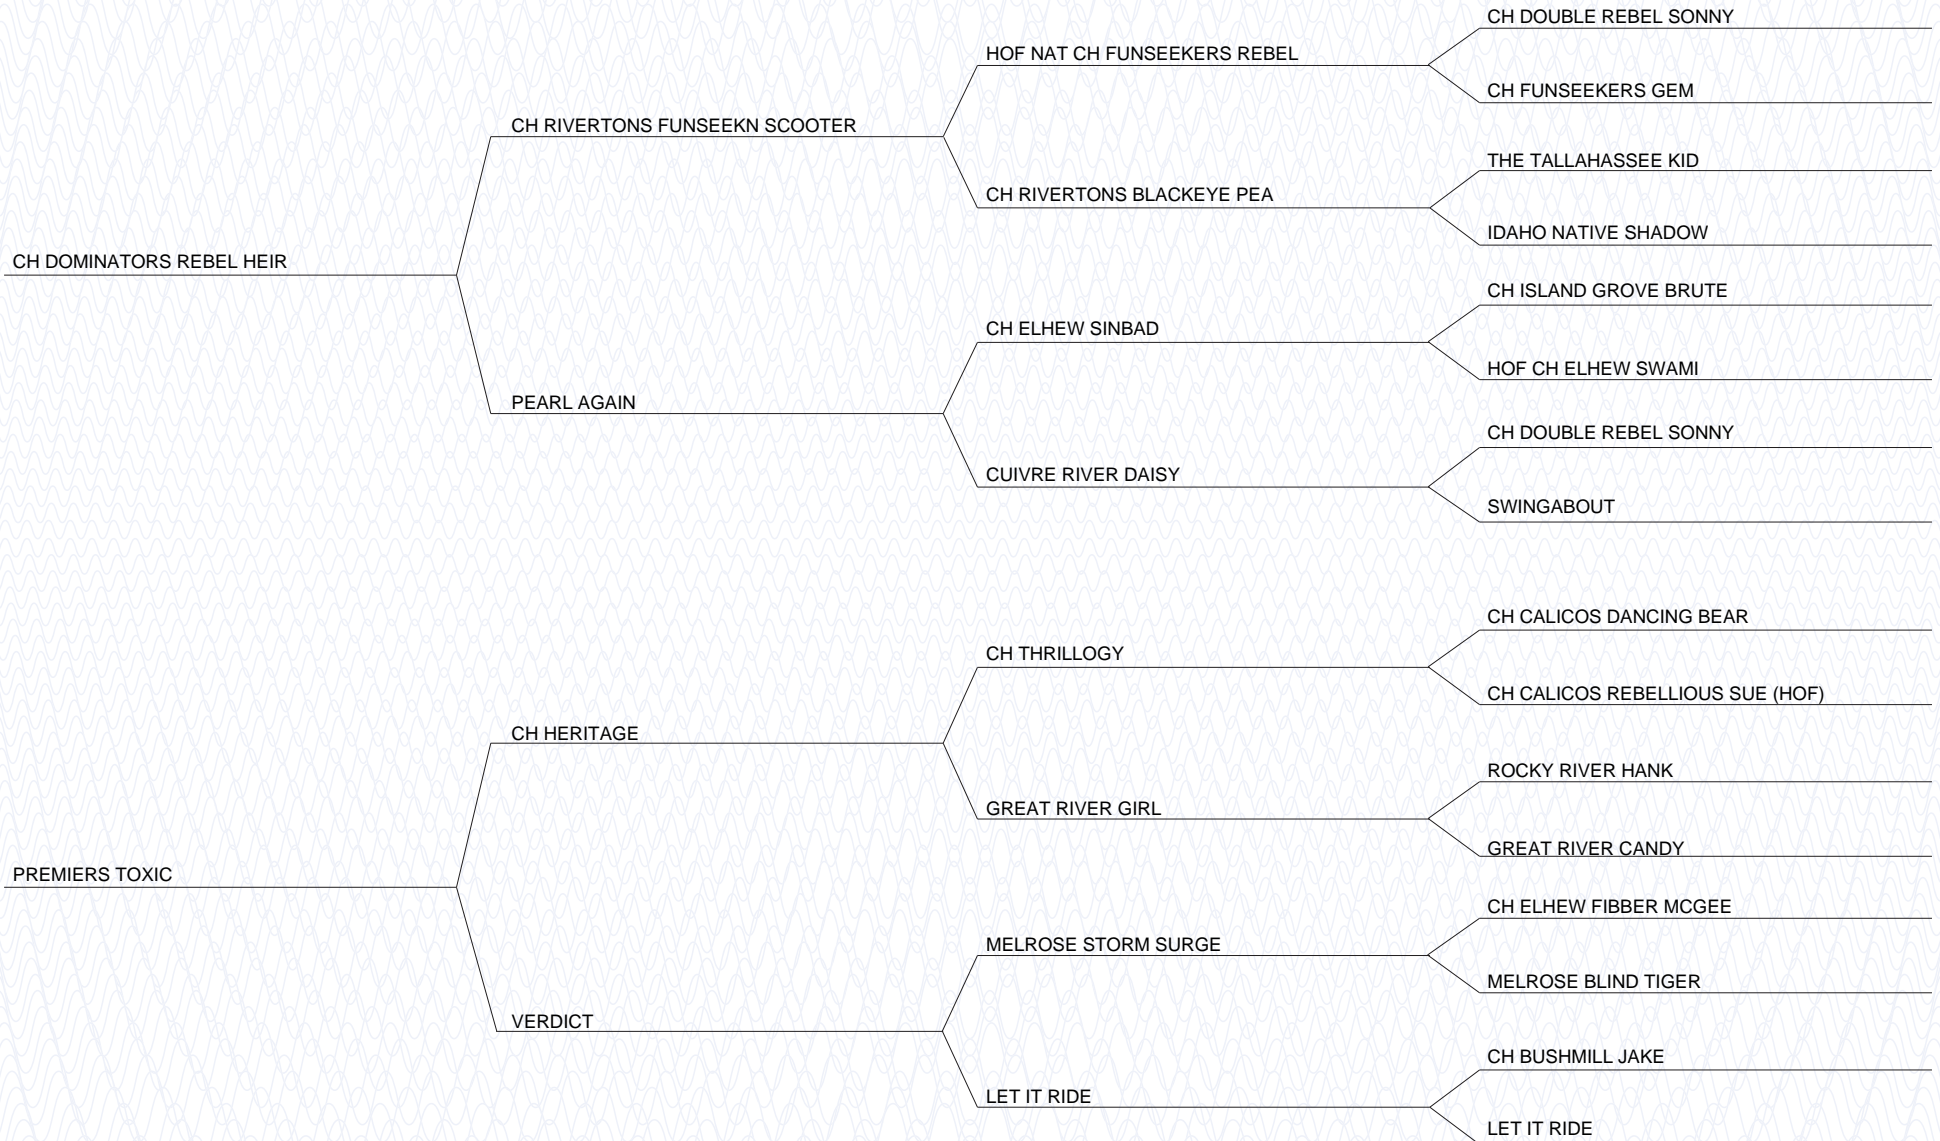 CH DOUBLE REBEL SONNY
HOF NAT CH FUNSEEKERS REBEL
CH FUNSEEKERS GEM
CH RIVERTONS FUNSEEKN SCOOTER
THE TALLAHASSEE KID
CH RIVERTONS BLACKEYE PEA
IDAHO NATIVE SHADOW
CH DOMINATORS REBEL HEIR
CH ISLAND GROVE BRUTE
CH ELHEW SINBAD
HOF CH ELHEW SWAMI
PEARL AGAIN
CH DOUBLE REBEL SONNY
CUIVRE RIVER DAISY
SWINGABOUT
CH CALICOS DANCING BEAR
CH THRILLOGY
CH CALICOS REBELLIOUS SUE (HOF)
CH HERITAGE
ROCKY RIVER HANK
GREAT RIVER GIRL
GREAT RIVER CANDY
PREMIERS TOXIC
CH ELHEW FIBBER MCGEE
MELROSE STORM SURGE
MELROSE BLIND TIGER
VERDICT
CH BUSHMILL JAKE
LET IT RIDE
LET IT RIDE